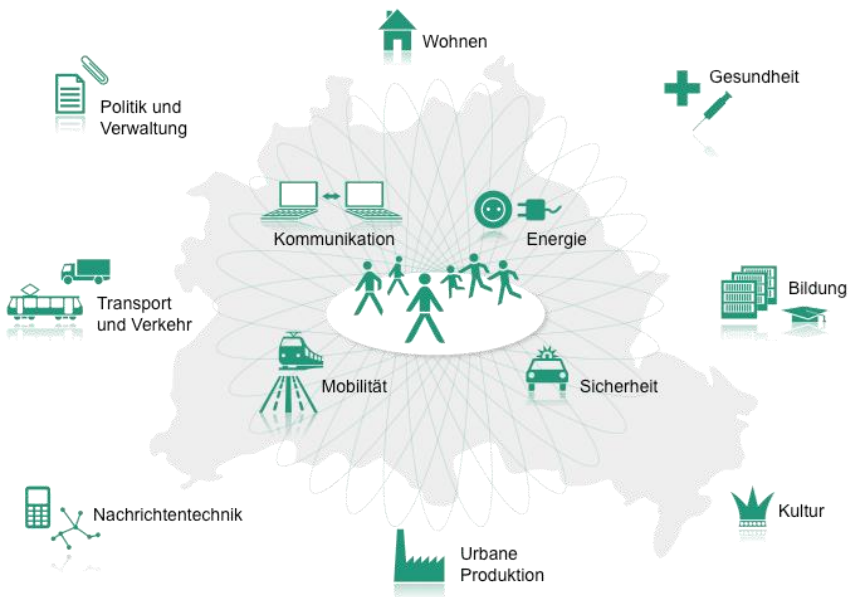 Wohnen
Gesundheit
Politik und
Verwaltung
Kommunikation
Energie
Transport
und Verkehr
Bildung
Mobilität
Sicherheit
Nachrichtentechnik
Kultur
Urbane
Produktion